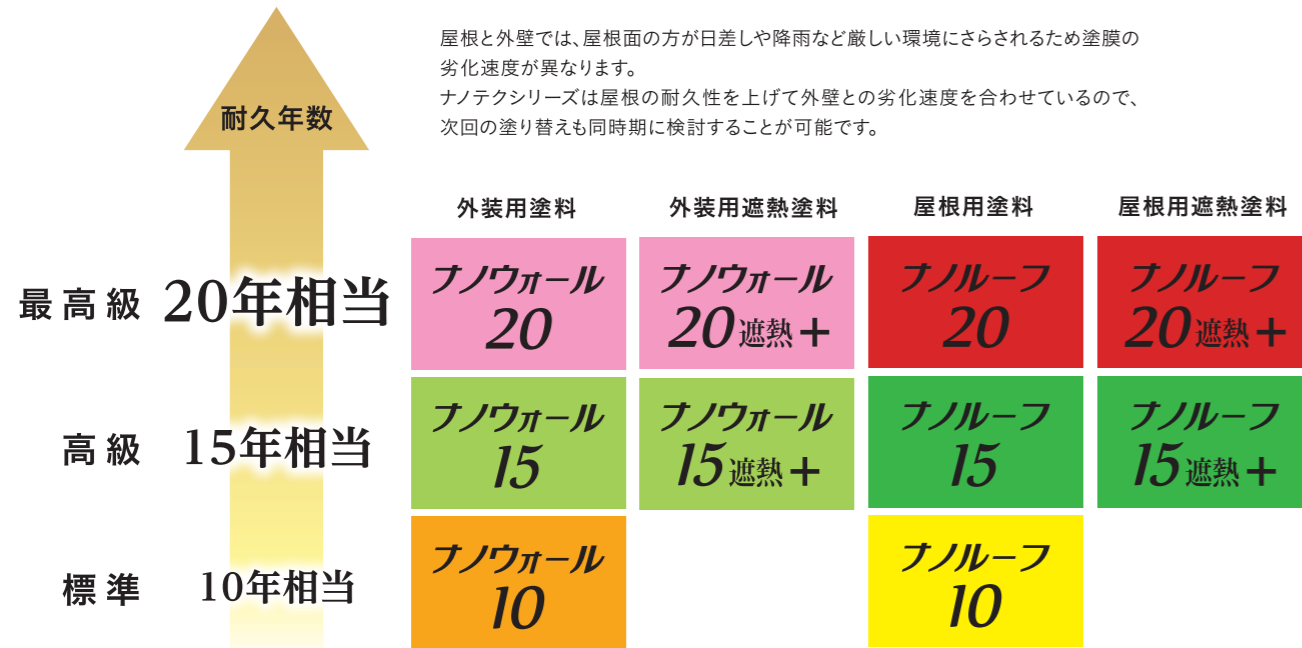 屋根と外壁では、屋根面の方が日差しや降雨など厳しい環境にさらされるため塗膜の
劣化速度が異なります。
ナノテクシリーズは屋根の耐久性を上げて外壁との劣化速度を合わせているので、
次回の塗り替えも同時期に検討することが可能です。
耐久年数
外装用塗料 外装用遮熱塗料 屋根用塗料 屋根用遮熱塗料
最高級 20年相当
ナノウォール
20
ナノウォール
20遮熱+
ナノルーフ
20
ナノルーフ
20遮熱+
高級 15年相当
ナノウォール
15
ナノウォール
15遮熱+
ナノルーフ
15
ナノルーフ
15遮熱+
標準 10年相当
ナノウォール
10
ナノルーフ
10